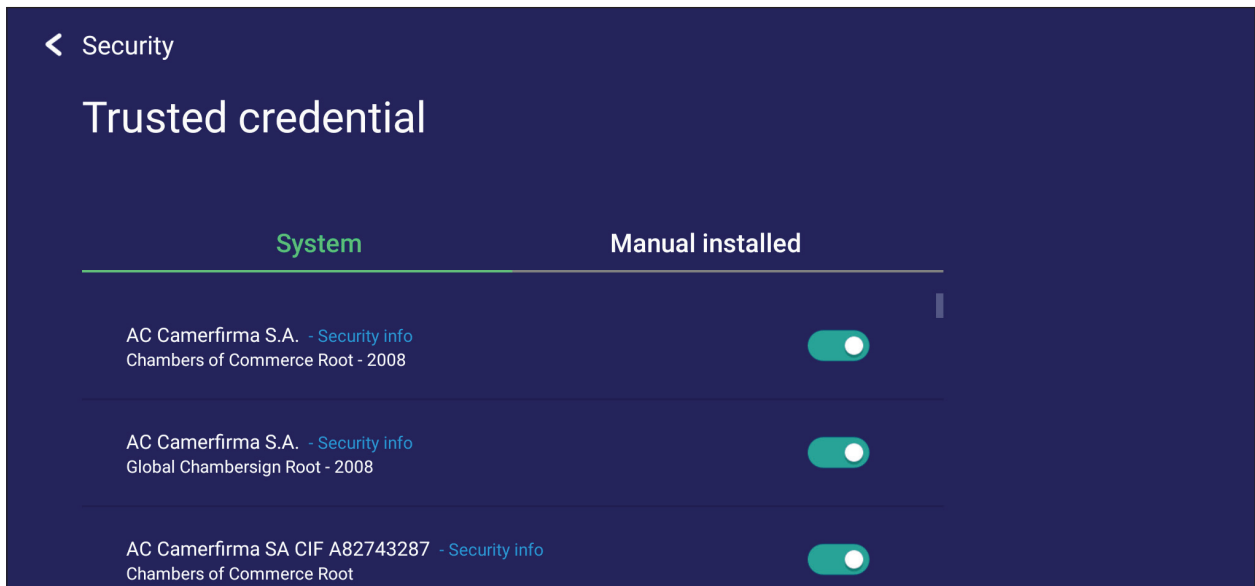 Security
Trusted credential
System
Manual installed
AC Camerfirma S.A. - Security info
Chambers of Commerce Root - 2008
AC Camerfirma S.A. - Security info
Global Chambersign Root - 2008
AC Camerfirma SA CIF A82743287 - Security info
Chambers of Commerce Root